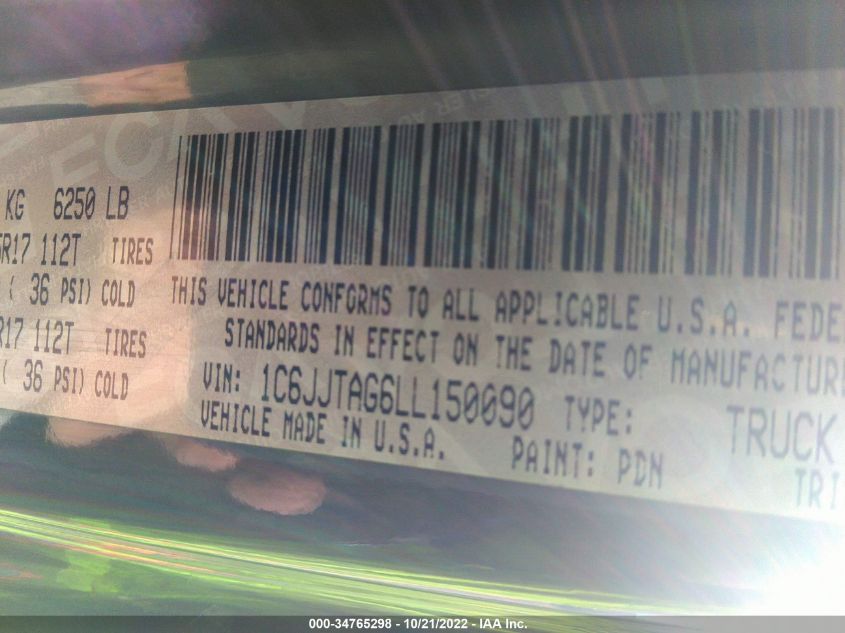 KG 6250 LB
R17 112T TIRES
( 36 PSI) COLD
R17 112T TIRES
( 36 PSI) COLD
THIS VEHICLE CONFORMS TO ALL APPLICABLE U.S.A. FEDE
STANDARDS IN EFFECT ON THE DATE OF MANUFACTUR
VIN: 1C6JJTAG6LL150090 TYPE: TRUCK
VEHICLE MADE IN U.S.A. PAINT: PDN TRI
000-34765298 - 10/21/2022 - IAA Inc.